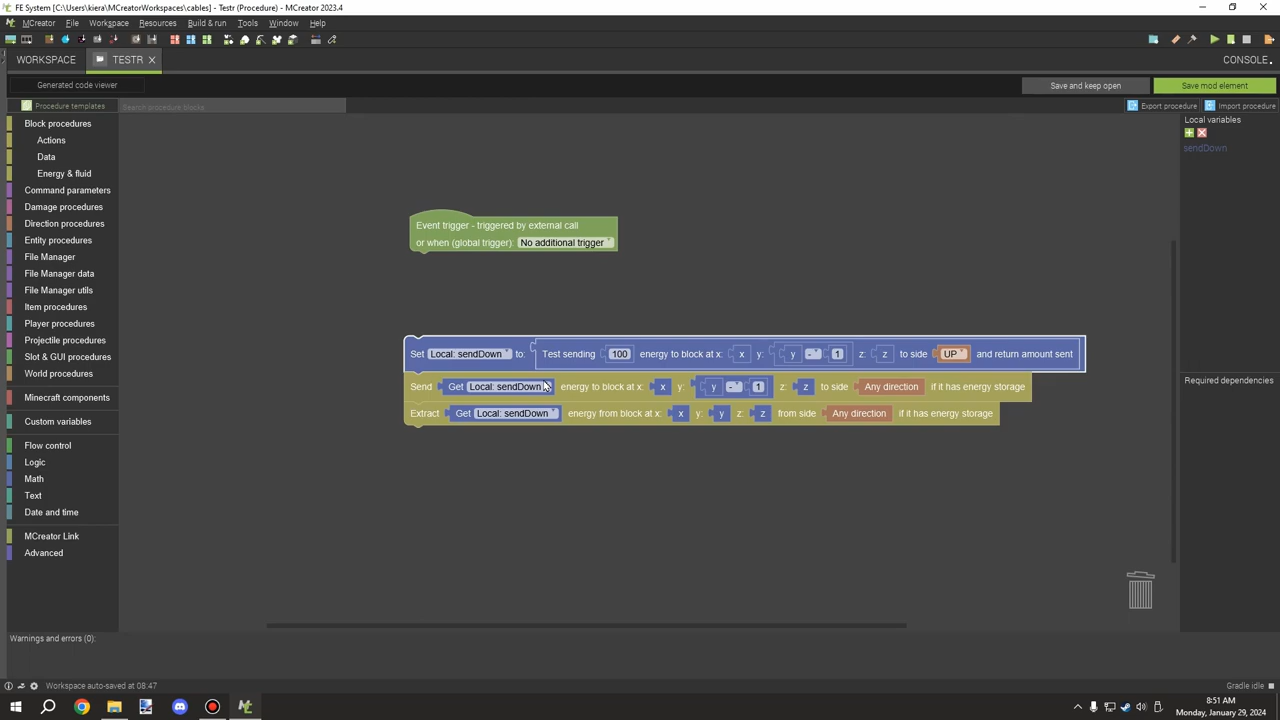 FE System [C:\Users\kiera\MCreatorWorkspaces\cables] - Testr (Procedure) - MCreator 2023.4
MCreator File Workspace Resources Build & run Tools Window Help
WORKSPACE TESTR CONSOLE
Generated code viewer Save and keep open Save mod element
Procedure templates Search procedure blocks Export procedure Import procedure
Block procedures
Actions
Data
Energy & fluid
Command parameters
Damage procedures
Direction procedures
Entity procedures
File Manager
File Manager data
File Manager utils
Item procedures
Player procedures
Projectile procedures
Slot & GUI procedures
World procedures
Minecraft components
Custom variables
Flow control
Logic
Math
Text
Date and time
MCreator Link
Advanced
Event trigger - triggered by external call
or when (global trigger): No additional trigger
Set Local: sendDown to: Test sending 100 energy to block at x: x y: y - 1 z: z to side UP and return amount sent
Send Get Local: sendDown energy to block at x: x y: y - 1 z: z to side Any direction if it has energy storage
Extract Get Local: sendDown energy from block at x: x y: y z: z from side Any direction if it has energy storage
Local variables
sendDown
Required dependencies
Warnings and errors (0):
Workspace auto-saved at 08:47 Gradle idle
8:51 AM
Monday, January 29, 2024